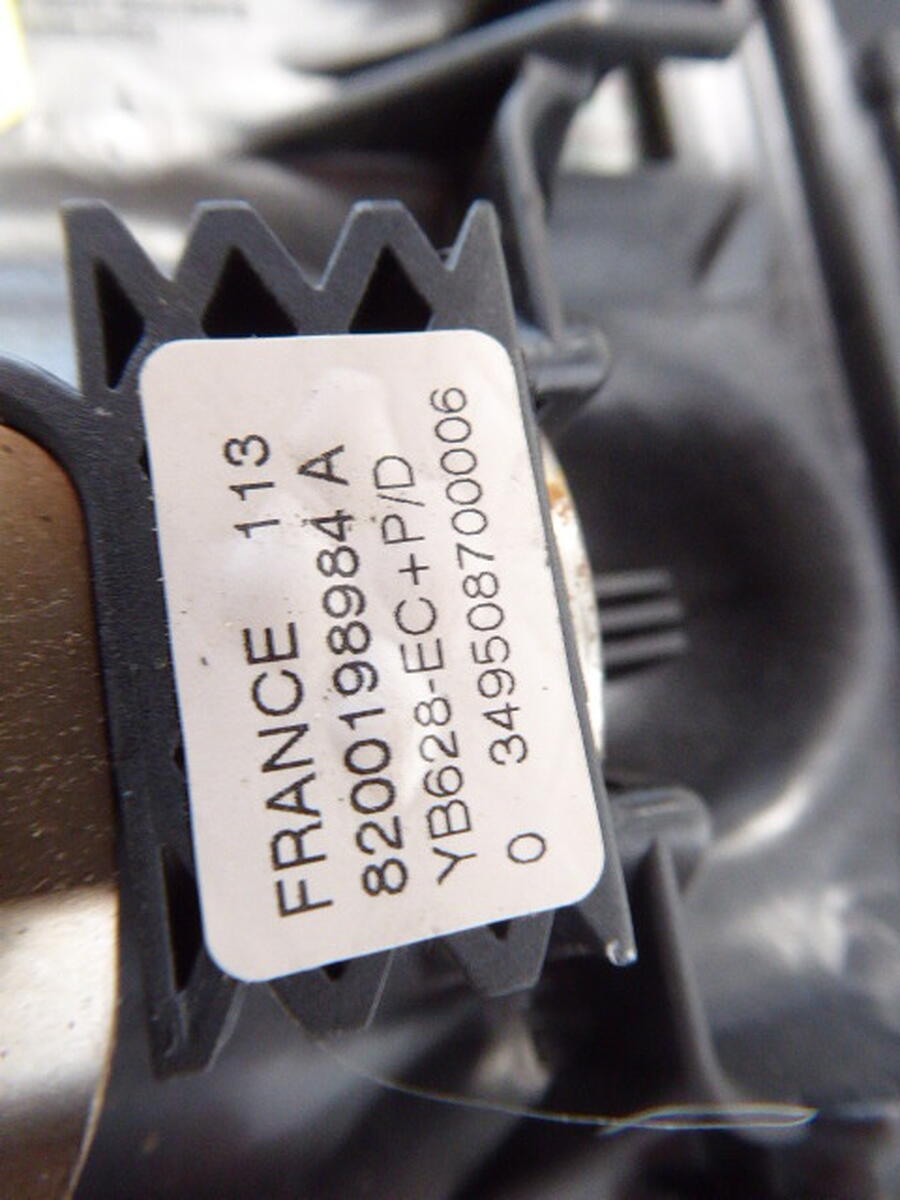 FRANCE 113
8200198984 A
YB628-EC+P/D
0 349508700006